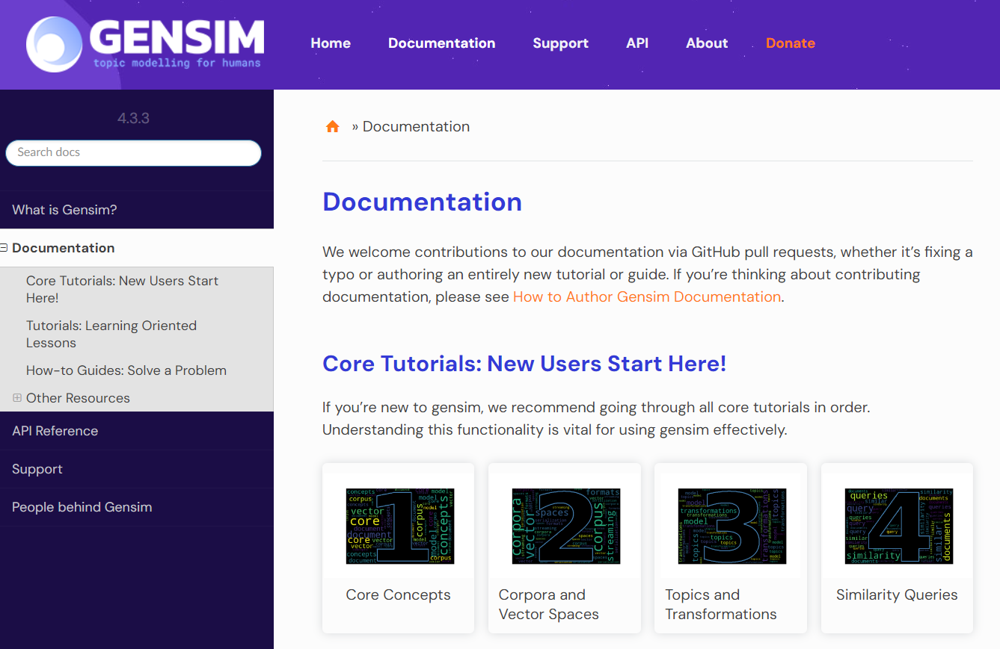 GENSIM
topic modelling for humans
Home Documentation Support API About Donate
4.3.3
Search docs
What is Gensim?
Documentation
Core Tutorials: New Users Start
Here!
Tutorials: Learning Oriented
Lessons
How-to Guides: Solve a Problem
Other Resources
API Reference
Support
People behind Gensim
» Documentation
Documentation
We welcome contributions to our documentation via GitHub pull requests, whether it’s fixing a
typo or authoring an entirely new tutorial or guide. If you’re thinking about contributing
documentation, please see How to Author Gensim Documentation.
Core Tutorials: New Users Start Here!
If you’re new to gensim, we recommend going through all core tutorials in order.
Understanding this functionality is vital for using gensim effectively.
1
2
3
4
Core Concepts
Corpora and
Vector Spaces
Topics and
Transformations
Similarity Queries